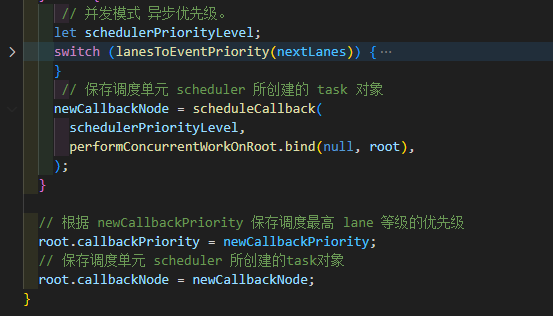 // 并发模式 异步优先级。
let schedulerPriorityLevel;
switch (lanesToEventPriority(nextLanes)) {…
}
// 保存调度单元 scheduler 所创建的 task 对象
newCallbackNode = scheduleCallback(
schedulerPriorityLevel,
performConcurrentWorkOnRoot.bind(null, root),
);
}
// 根据 newCallbackPriority 保存调度最高 lane 等级的优先级
root.callbackPriority = newCallbackPriority;
// 保存调度单元 scheduler 所创建的task对象
root.callbackNode = newCallbackNode;
}